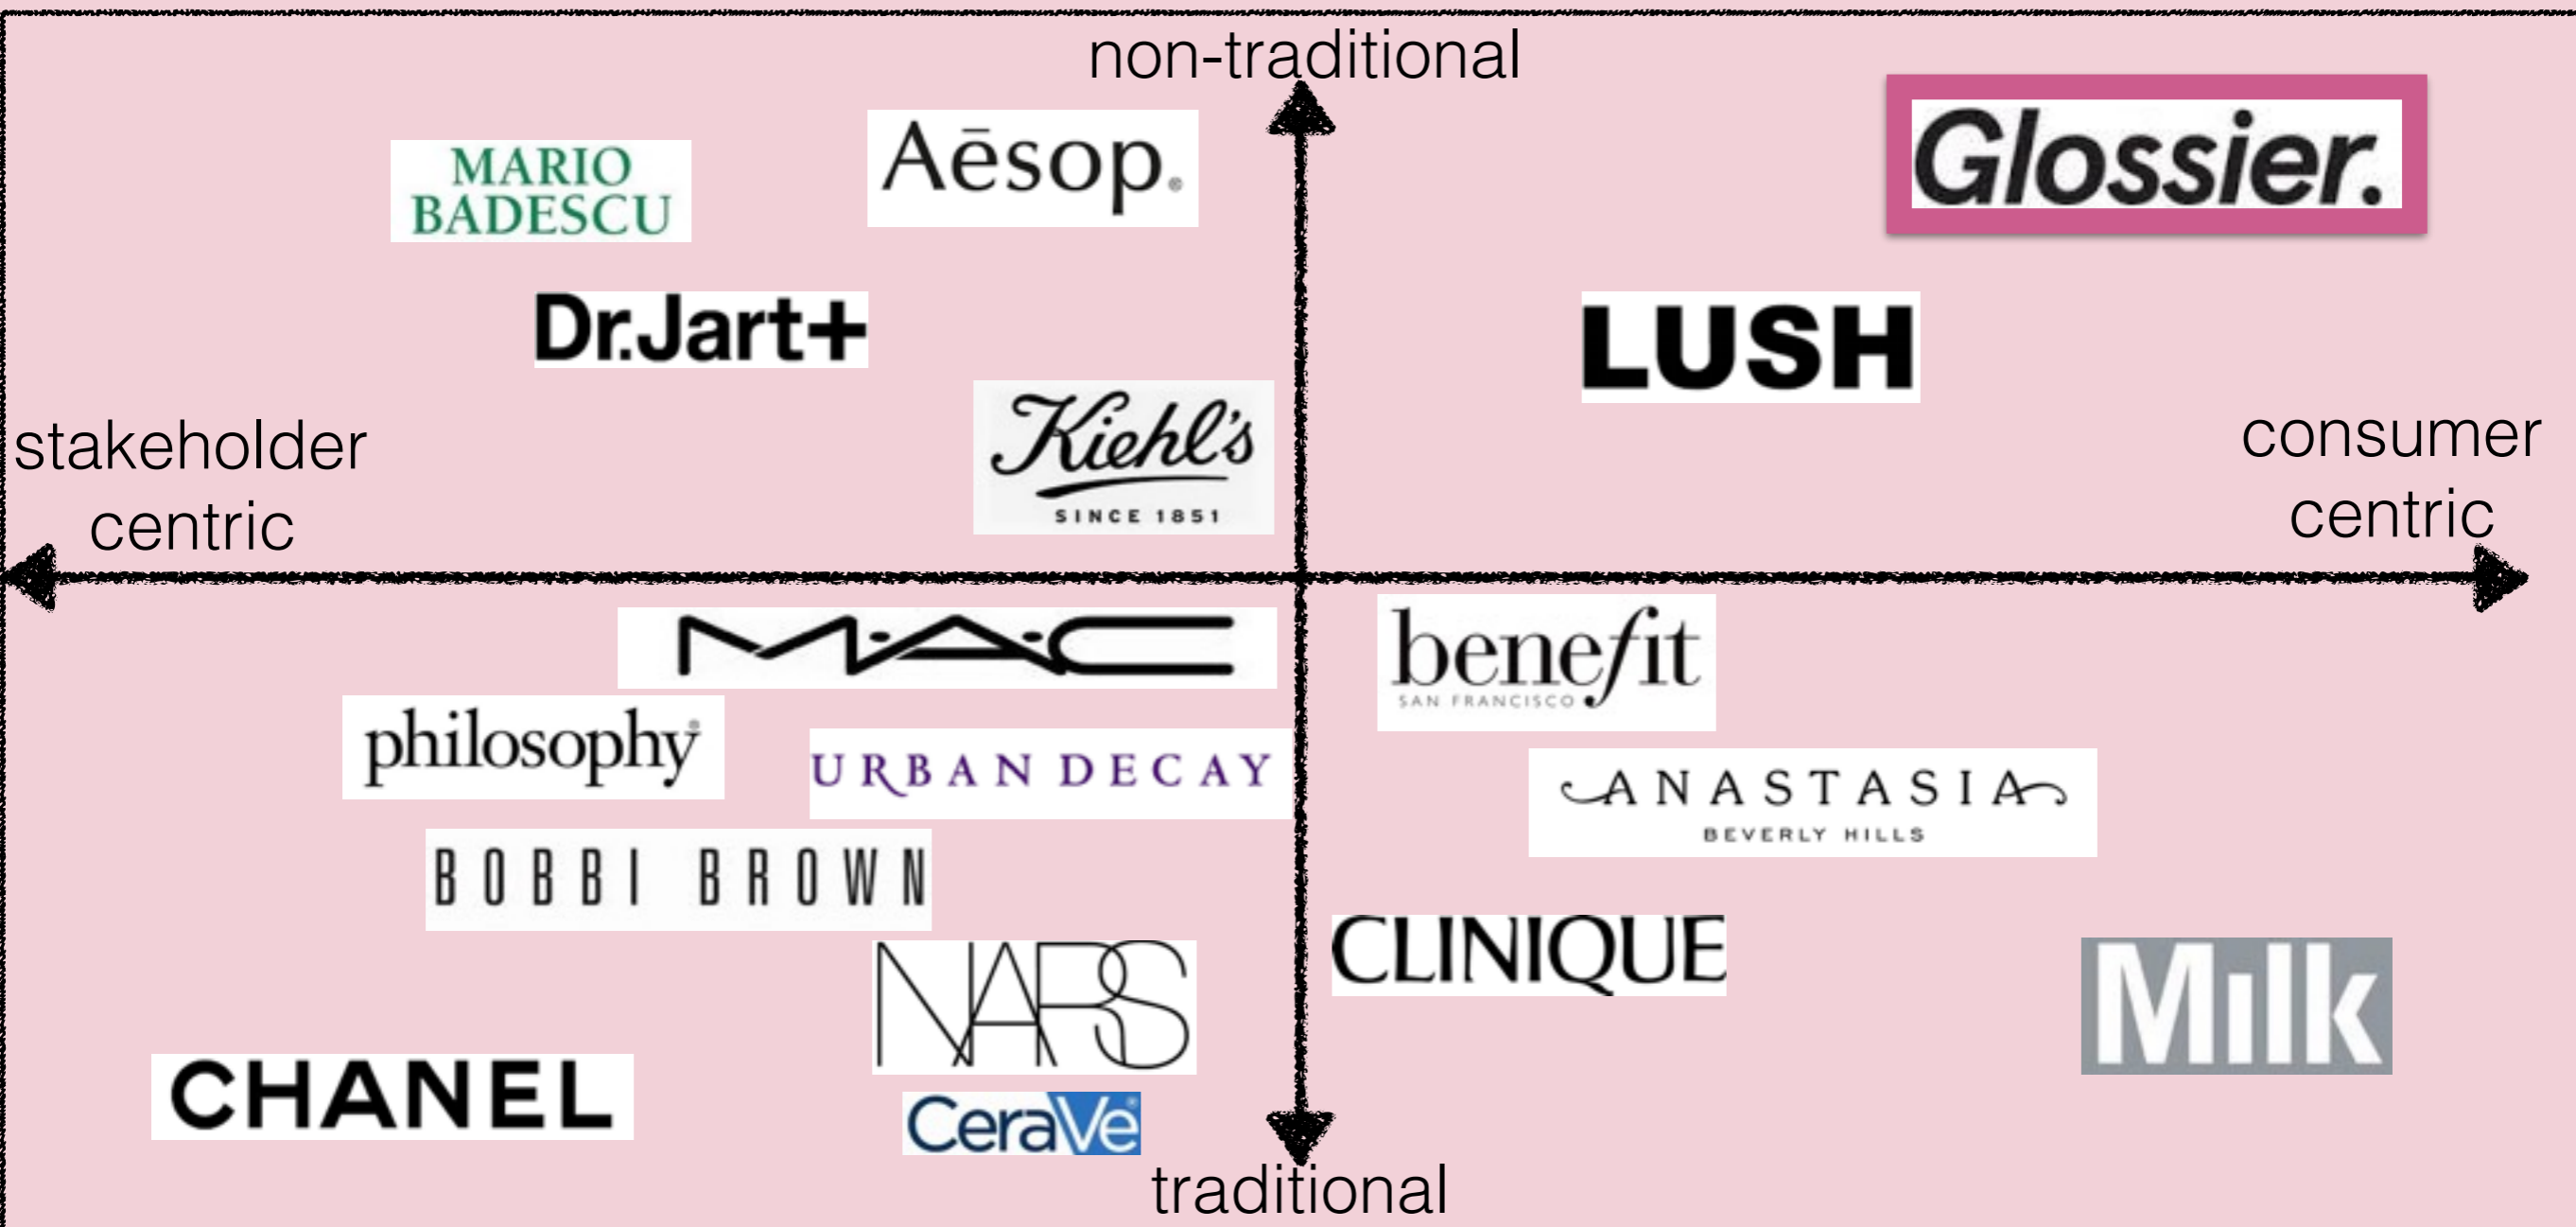 non-traditional
MARIO
BADESCU
Aēsop.
Glossier.
Dr.Jart+
LUSH
Kiehl's
SINCE 1851
stakeholder
centric
consumer
centric
M·A·C
benefit
SAN FRANCISCO
philosophy
URBAN DECAY
ANASTASIA
BEVERLY HILLS
BOBBI BROWN
NARS
CLINIQUE
Milk
CHANEL
CeraVe
traditional